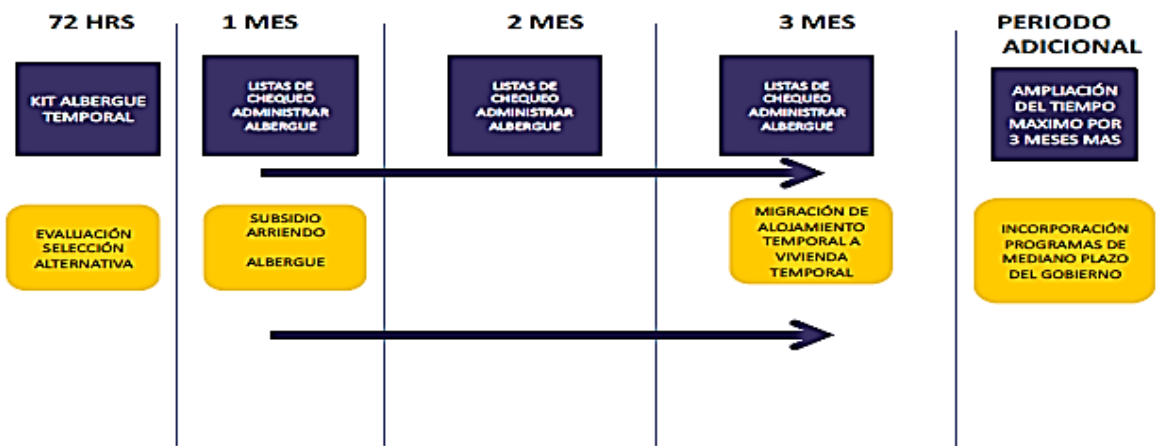 72 HRS
1 MES
2 MES
3 MES
PERIODO
ADICIONAL
KIT ALBERGUE
TEMPORAL
LISTAS DE
CHEQUEO
ADMINISTRAR
ALBERGUE
LISTAS DE
CHEQUEO
ADMINISTRAR
ALBERGUE
LISTAS DE
CHEQUEO
ADMINISTRAR
ALBERGUE
AMPLIACIÓN
DEL TIEMPO
MAXIMO POR
3 MESES MAS
EVALUACIÓN
SELECCIÓN
ALTERNATIVA
SUBSIDIO
ARRIENDO
ALBERGUE
MIGRACIÓN DE
ALOJAMIENTO
TEMPORAL A
VIVIENDA
TEMPORAL
INCORPORACIÓN
PROGRAMAS DE
MEDIANO PLAZO
DEL GOBIERNO